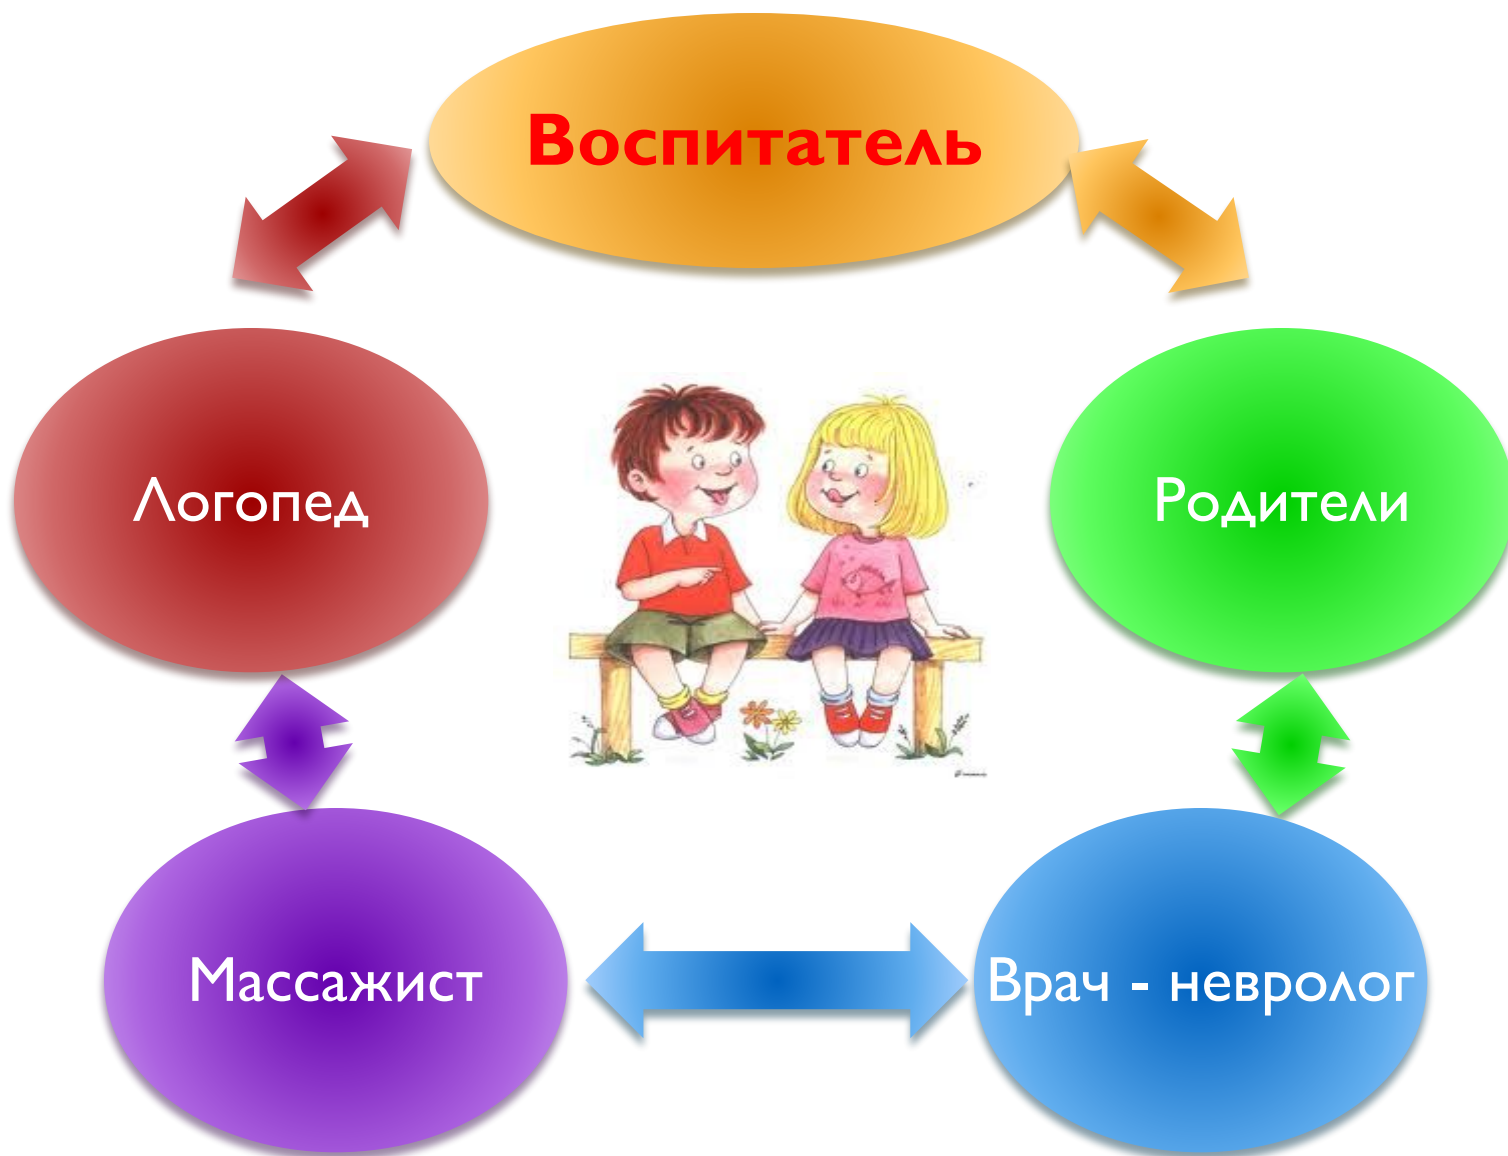 Воспитатель
Логопед
Родители
Массажист
Врач - невролог